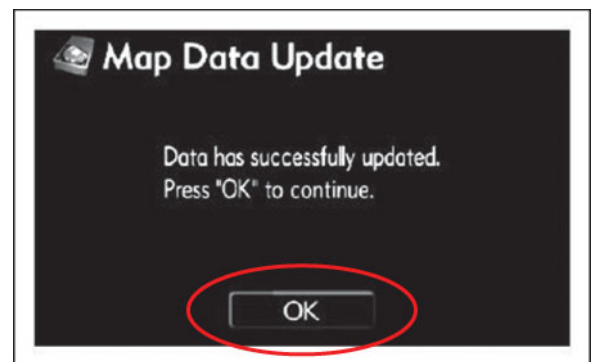 Map Data Update
Data has successfully updated.
Press "OK" to continue.
OK